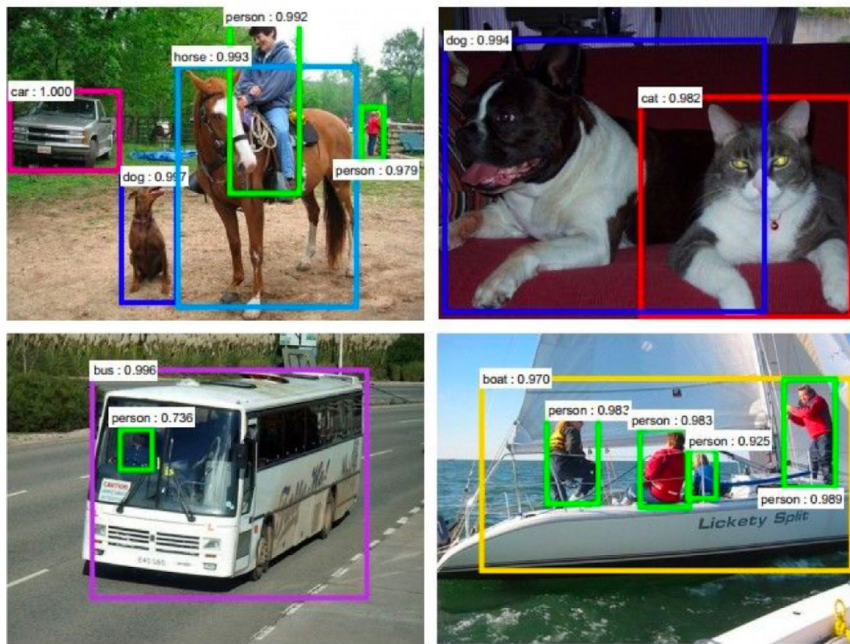 person : 0.992
horse : 0.993
car : 1.000
person : 0.979
dog : 0.997
dog : 0.994
cat : 0.982
bus : 0.996
person : 0.736
CAUTION
L
boat : 0.970
person : 0.983
person : 0.983
person : 0.925
person : 0.989
Lickety Split